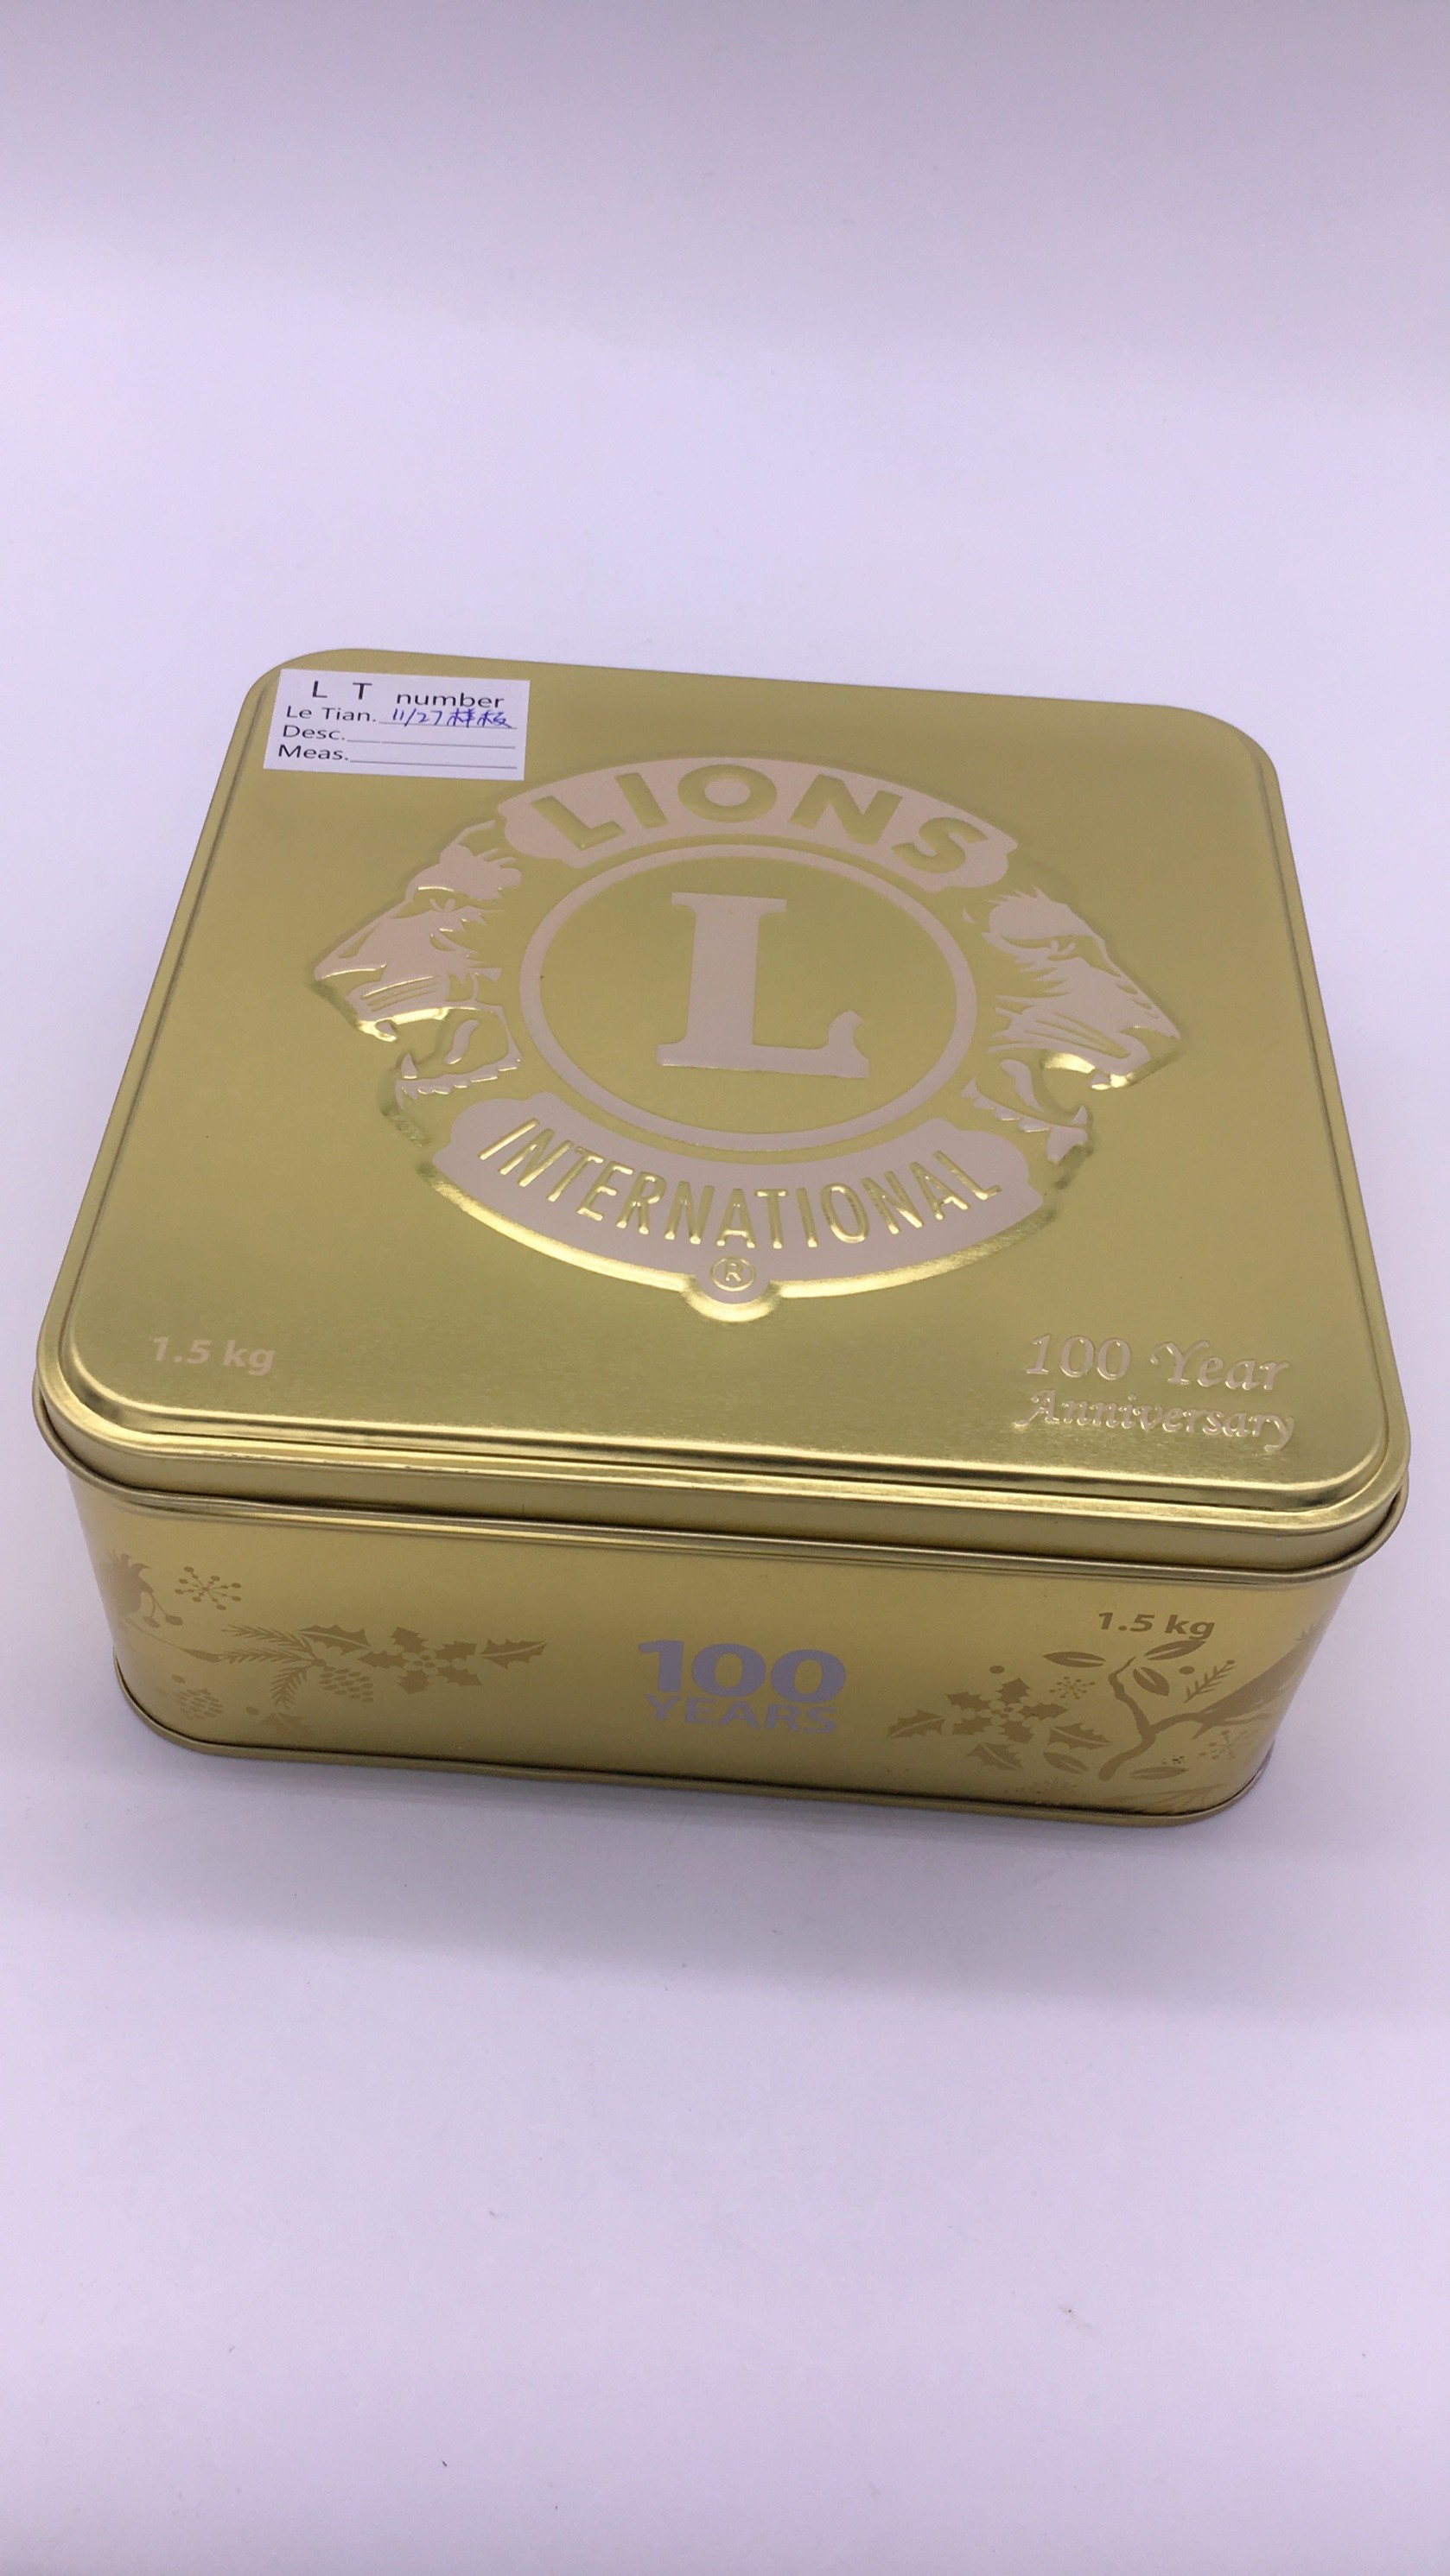 L T number
Le Tian. 11/27样板
Desc.
Meas.
LIONS
L
INTERNATIONAL
®
1.5 kg
100 Year
Anniversary
1.5 kg
100
YEARS